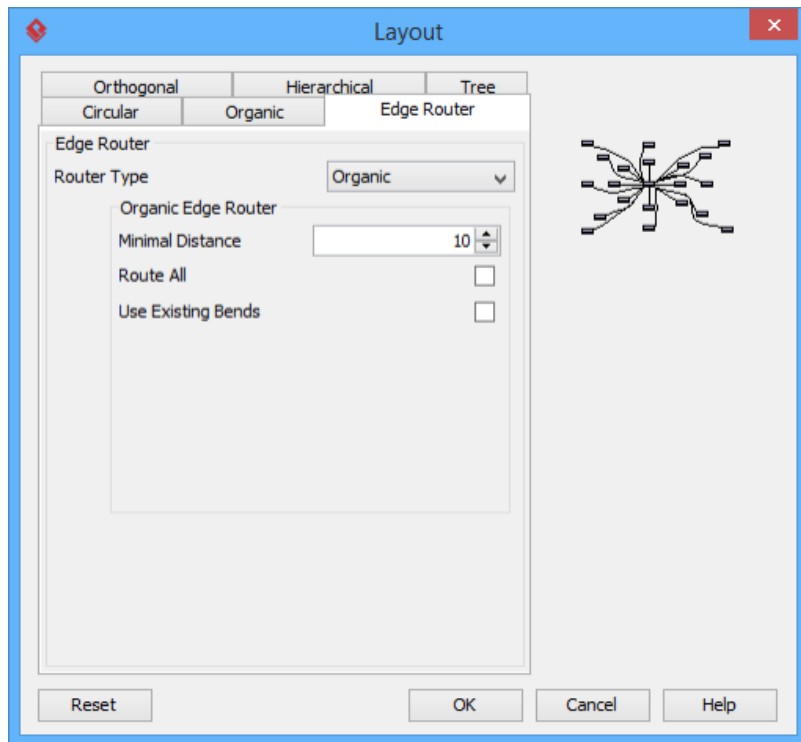 Layout
Orthogonal Hierarchical Tree
Circular Organic Edge Router
Edge Router
Router Type Organic
Organic Edge Router
Minimal Distance 10
Route All
Use Existing Bends
Reset OK Cancel Help